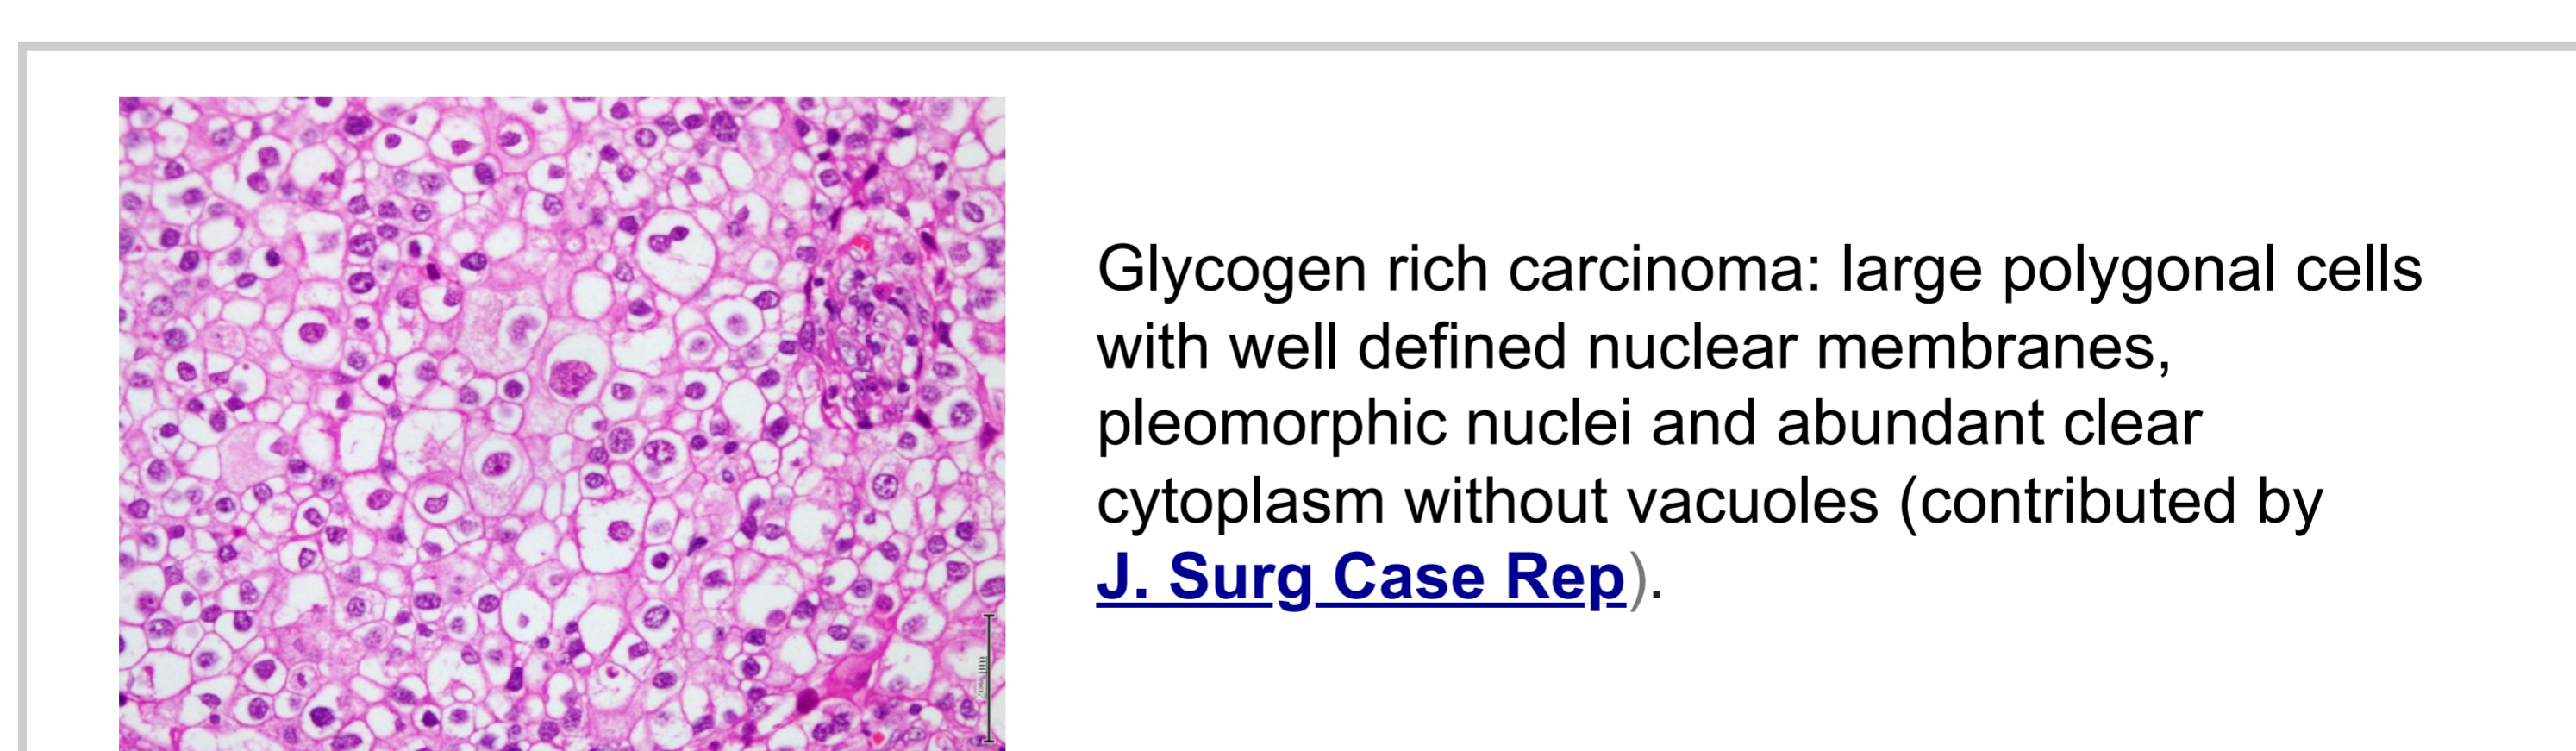 Glycogen rich carcinoma: large polygonal cells
with well defined nuclear membranes,
pleomorphic nuclei and abundant clear
cytoplasm without vacuoles (contributed by
J. Surg Case Rep).